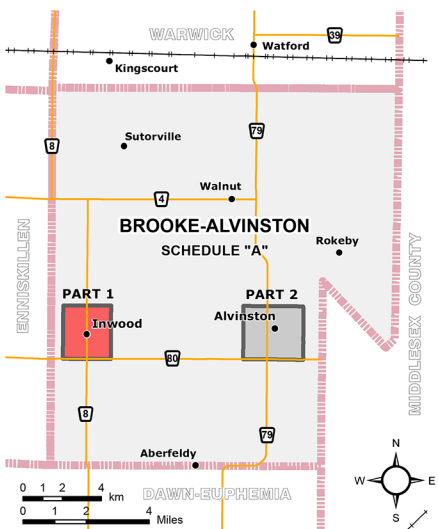 WARWICK
39
Watford
Kingscourt
8
79
Sutorville
4
Walnut
BROOKE-ALVINSTON
SCHEDULE "A"
Rokeby
ENNISKILLEN
MIDDLESEX COUNTY
PART 1
PART 2
Inwood
Alvinston
80
8
79
Aberfeldy
DAWN-EUPHEMIA
N
W
E
S
0 1 2 4
km
0 2 4
Miles